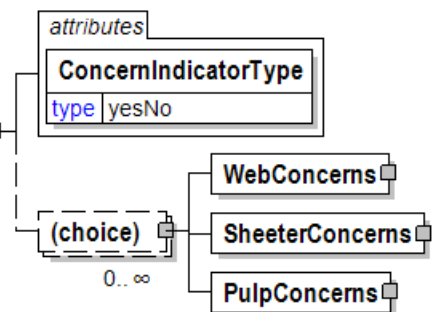 attributes
ConcernIndicatorType
type yesNo
WebConcerns
(choice)
SheeterConcerns
0.. ∞
PulpConcerns